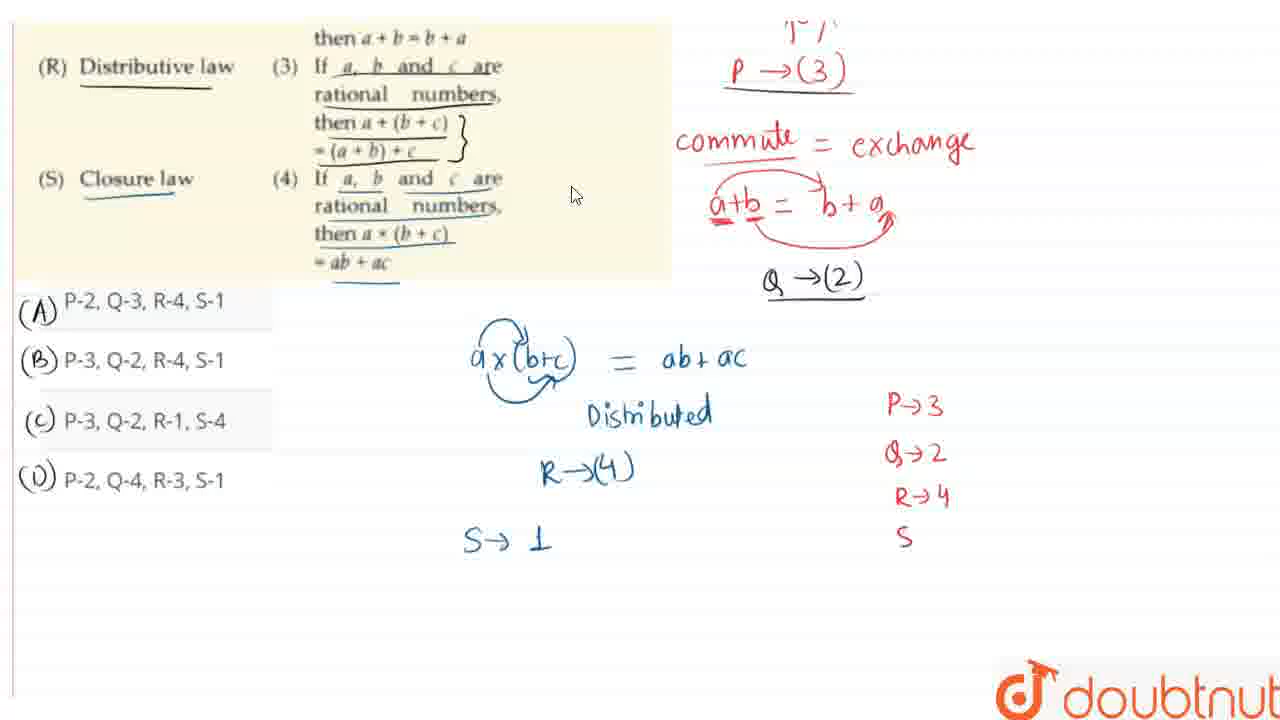 then a + b = b + a
(R) Distributive law (3) If a, b and c are
rational numbers,
then a + (b + c)
= (a + b) + c
(S) Closure law (4) If a, b and c are
rational numbers,
then a × (b + c)
= ab + ac
P → (3)
commute = exchange
a+b = b+a
Q → (2)
(A) P-2, Q-3, R-4, S-1
(B) P-3, Q-2, R-4, S-1
(C) P-3, Q-2, R-1, S-4
(D) P-2, Q-4, R-3, S-1
a×(b+c) = ab+ac
Distributed
R→(4)
S→ 1
P→3
Q→2
R→4
S
doubtnut